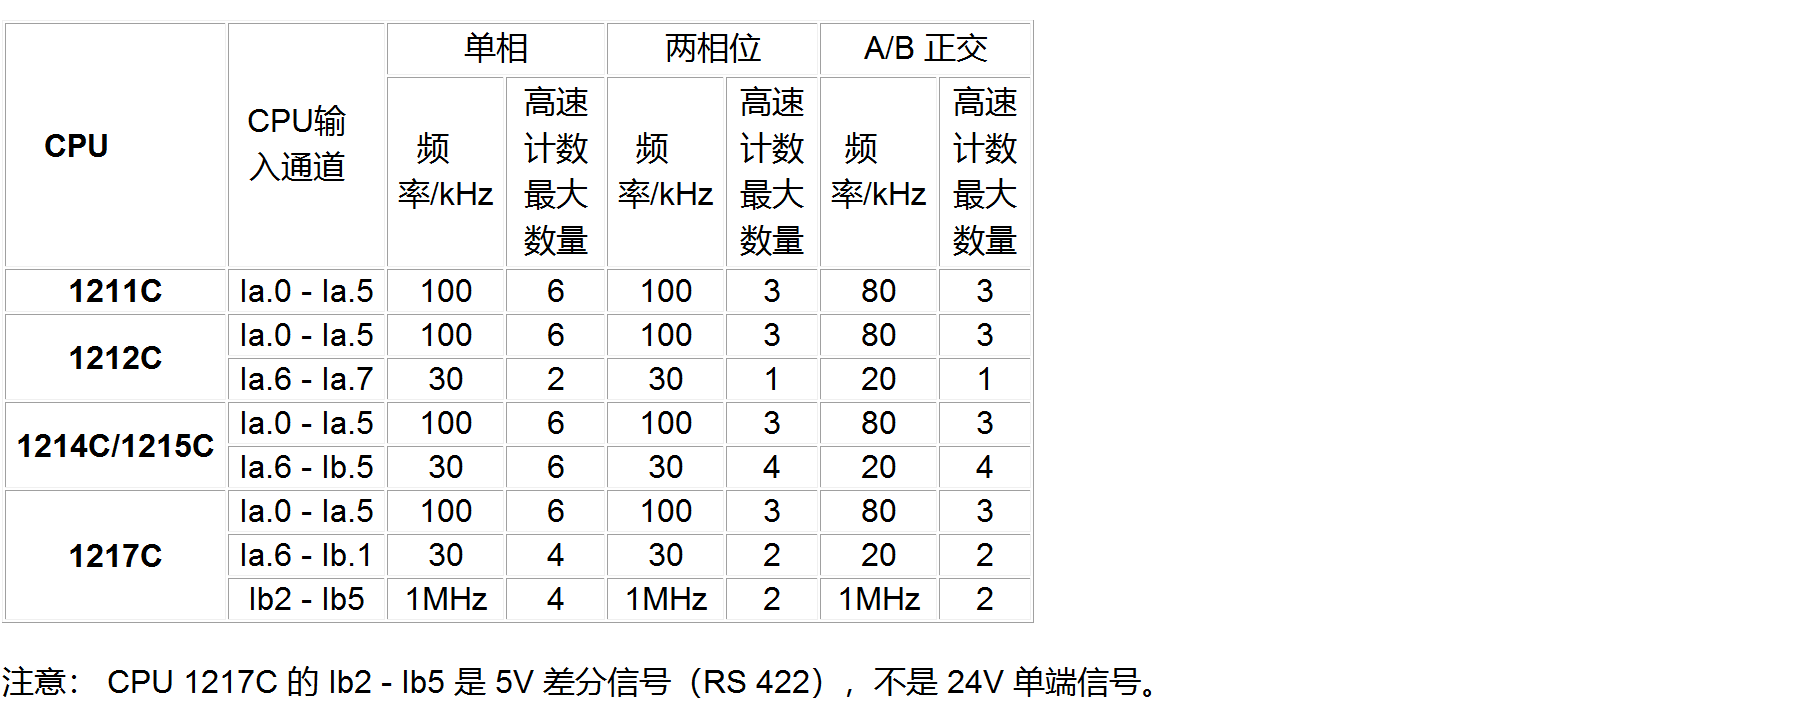 CPU CPU输入通道 单相 两相位 A/B 正交
频率/kHz 高速计数最大数量 频率/kHz 高速计数最大数量 频率/kHz 高速计数最大数量
1211C Ia.0 - Ia.5 100 6 100 3 80 3
1212C Ia.0 - Ia.5 100 6 100 3 80 3
Ia.6 - Ia.7 30 2 30 1 20 1
1214C/1215C Ia.0 - Ia.5 100 6 100 3 80 3
Ia.6 - Ib.5 30 6 30 4 20 4
1217C Ia.0 - Ia.5 100 6 100 3 80 3
Ia.6 - Ib.1 30 4 30 2 20 2
Ib2 - Ib5 1MHz 4 1MHz 2 1MHz 2
注意： CPU 1217C 的 Ib2 - Ib5 是 5V 差分信号（RS 422），不是 24V 单端信号。